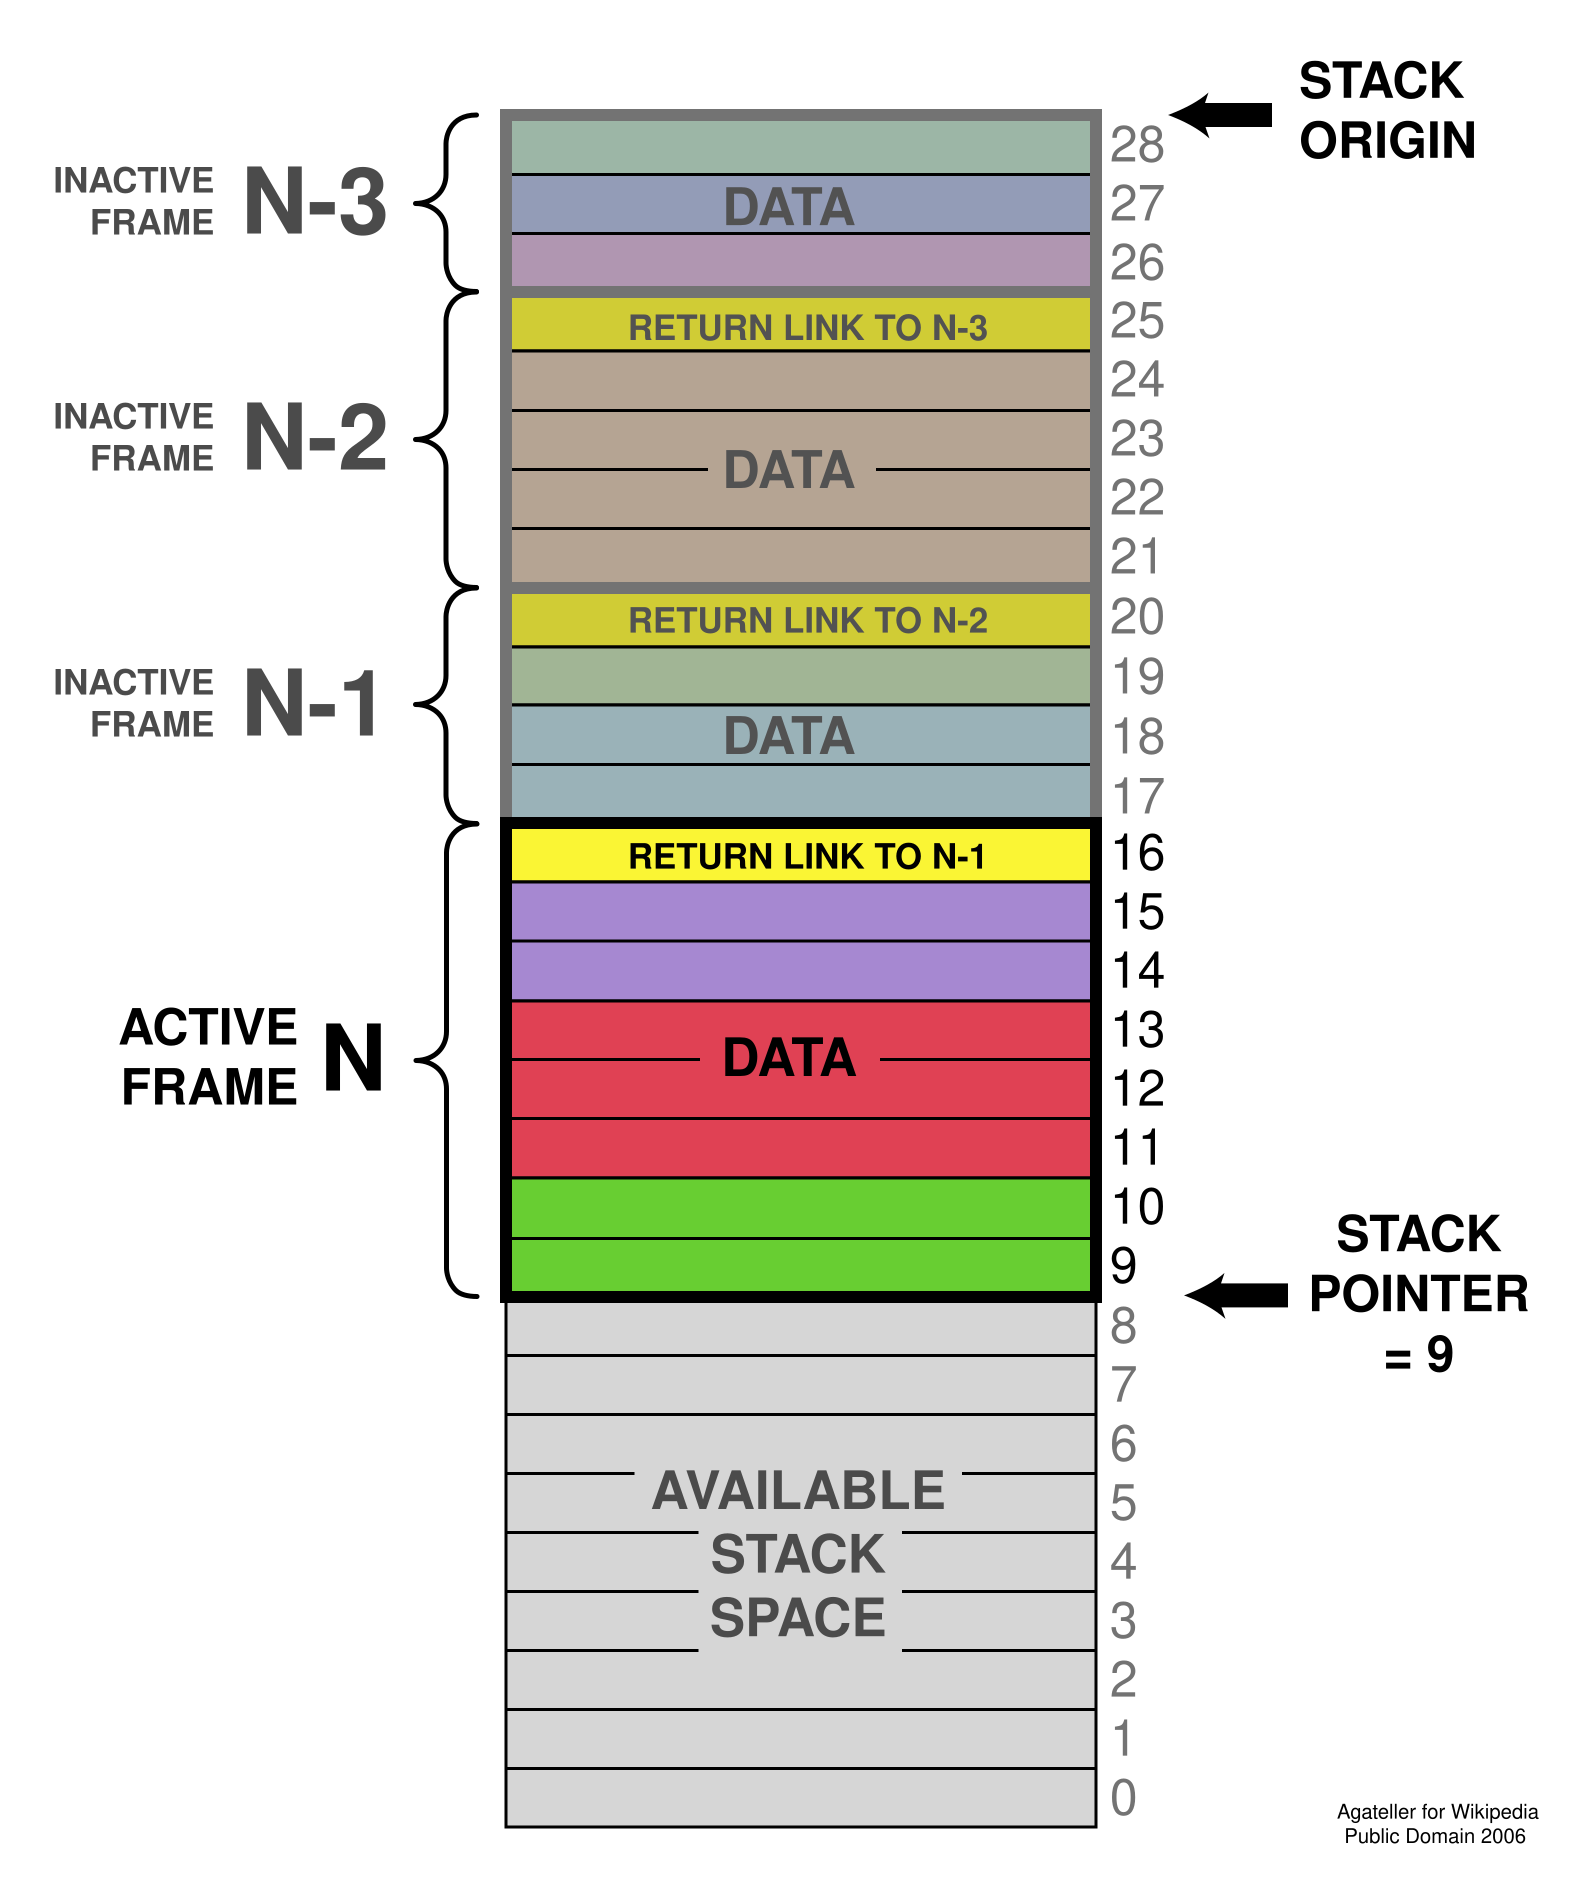 STACK
ORIGIN
28
INACTIVE
FRAME
N-3
DATA
27
26
RETURN LINK TO N-3
25
24
INACTIVE
FRAME
N-2
23
DATA
22
21
RETURN LINK TO N-2
20
19
INACTIVE
FRAME
N-1
DATA
18
17
RETURN LINK TO N-1
16
15
14
ACTIVE
FRAME
N
13
DATA
12
11
10
9
STACK
POINTER
= 9
8
7
6
AVAILABLE
5
STACK
4
SPACE
3
2
1
0
Agateller for Wikipedia
Public Domain 2006